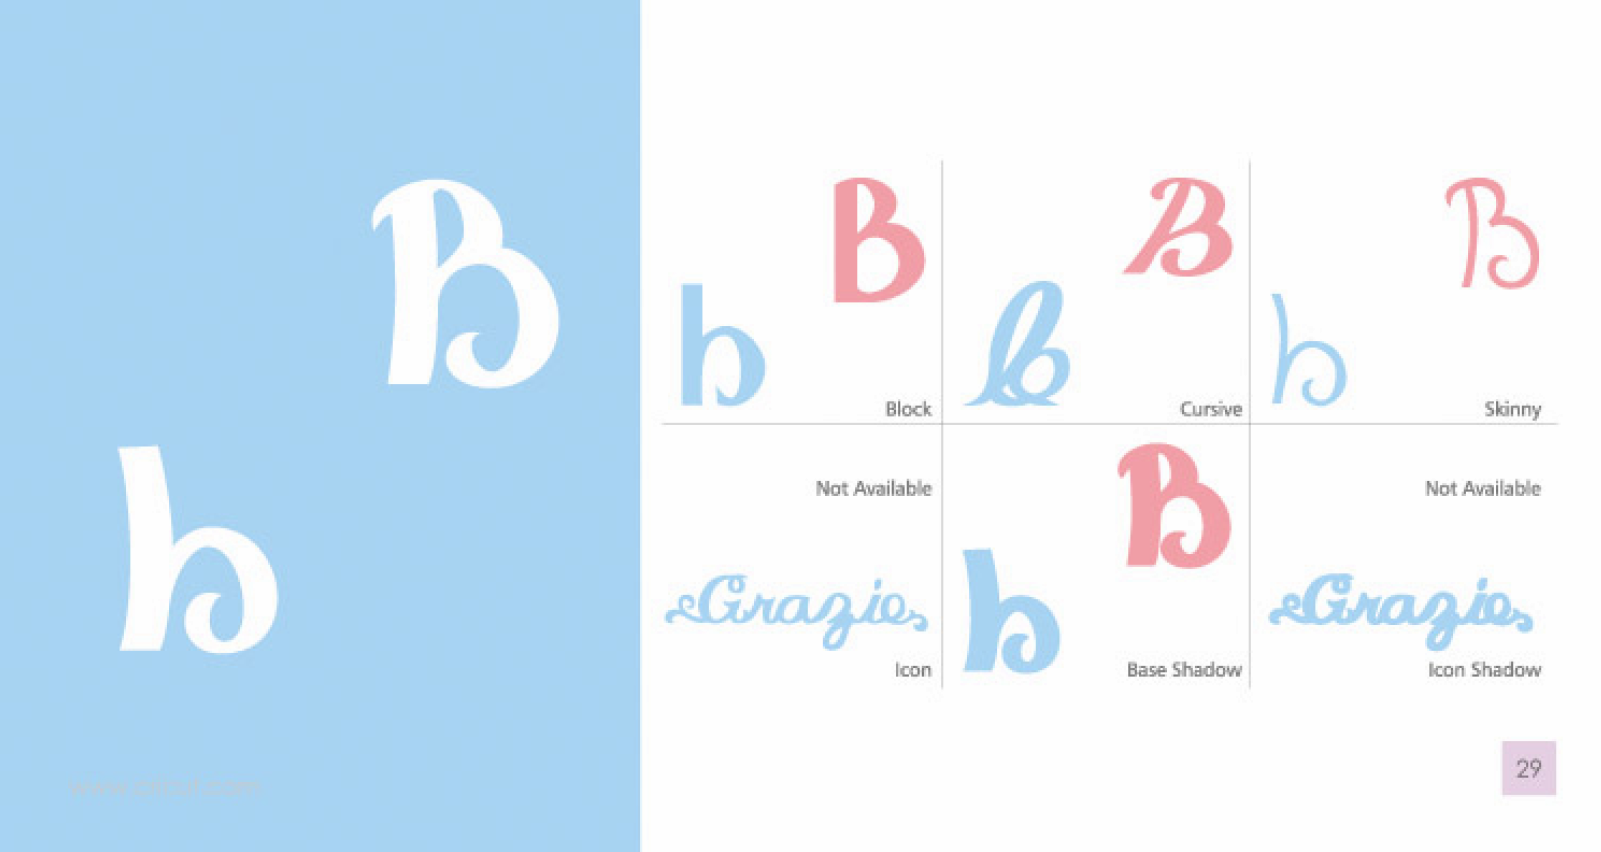 B
b
B
b
Block
B
b
Cursive
B
b
Skinny
Not Available
Grazie
Icon
B
b
Base Shadow
Not Available
Grazie
Icon Shadow
29